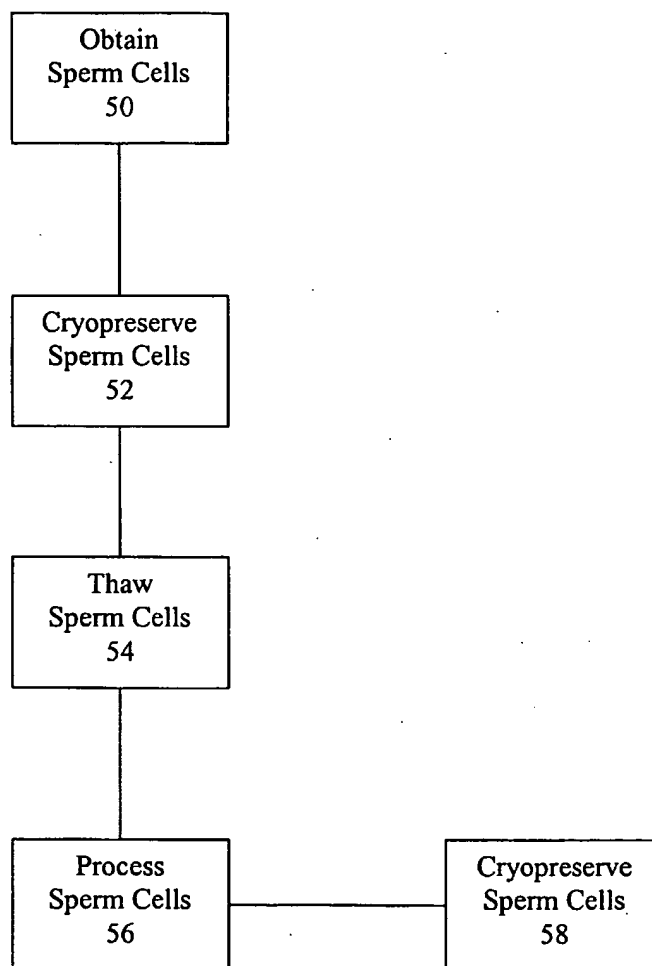 Obtain
Sperm Cells
50
Cryopreserve
Sperm Cells
52
Thaw
Sperm Cells
54
Process
Sperm Cells
56
Cryopreserve
Sperm Cells
58